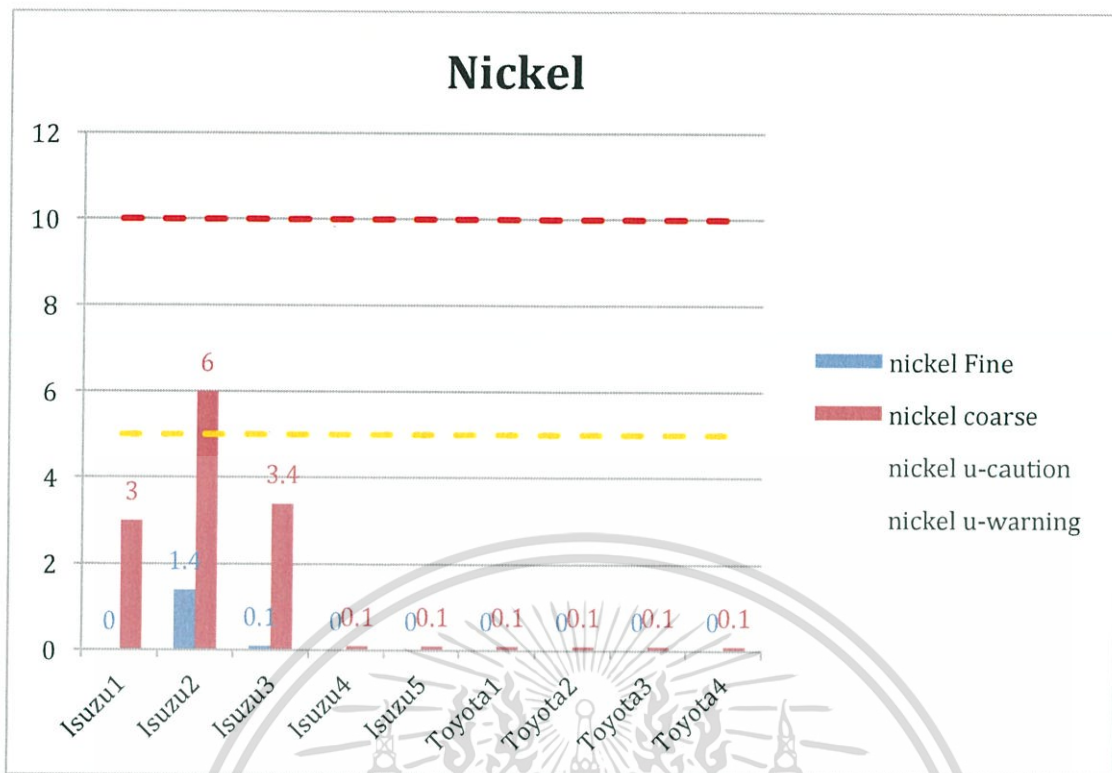 Nickel
12
10
8
6
4
2
0
3
6
3.4
0.1 0.1 0.1 0.1 0.1 0.1
0 1.4 0.1 0 0 0 0 0 0
Isuzu1 Isuzu2 Isuzu3 Isuzu4 Isuzu5 Toyota1 Toyota2 Toyota3 Toyota4
nickel Fine
nickel coarse
nickel u-caution
nickel u-warning